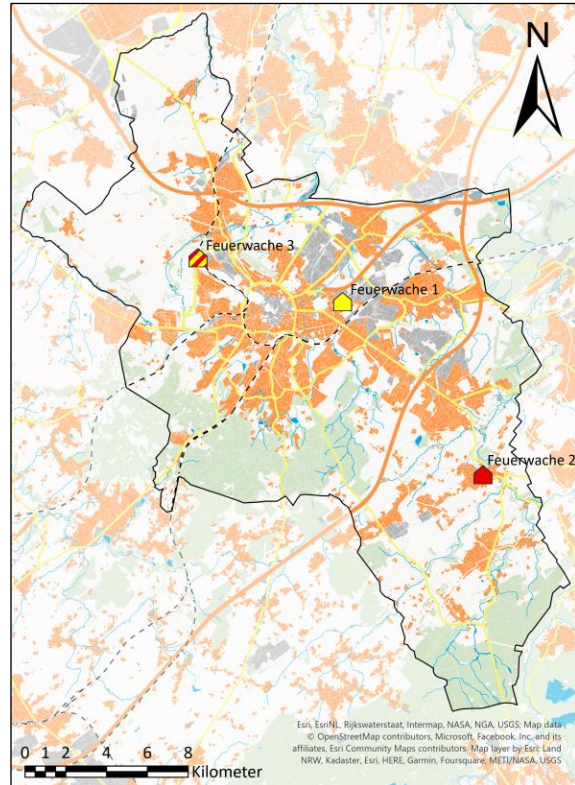 N
Feuerwache 3
Feuerwache 1
Feuerwache 2
Esri, EsriNL, Rijkswaterstaat, Intermap, NASA, NGA, USGS; Map data
© OpenStreetMap contributors, Microsoft, Facebook, Inc. and its
affiliates, Esri Community Maps contributors, Map layer by Esri; Land
NRW, Kadaster, Esri, HERE, Garmin, Foursquare, METI/NASA, USGS
0 1 2 4 6 8
Kilometer